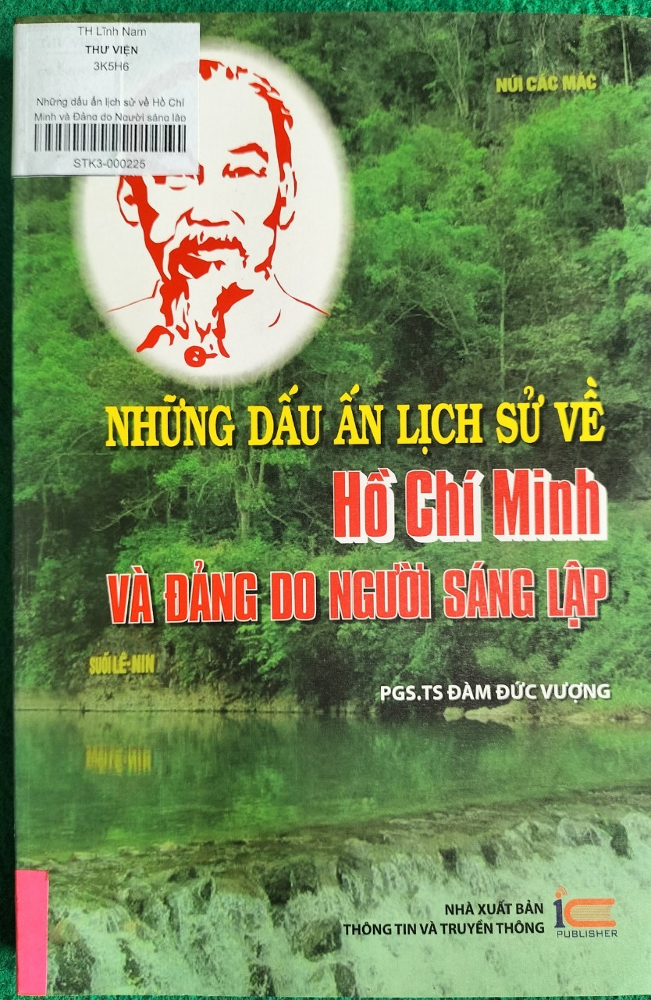 TH Lĩnh Nam
THƯ VIỆN
3K5H6
Những dấu ấn lịch sử về Hồ Chí
Minh và Đảng do Người sáng lập
STK3-000225
NÚI CÁC MÁC
NHỮNG DẤU ẤN LỊCH SỬ VỀ
Hồ Chí Minh
VÀ ĐẢNG DO NGƯỜI SÁNG LẬP
SUỐI LÊ-NIN
PGS.TS ĐÀM ĐỨC VƯỢNG
NHÀ XUẤT BẢN
THÔNG TIN VÀ TRUYỀN THÔNG
iC
PUBLISHER